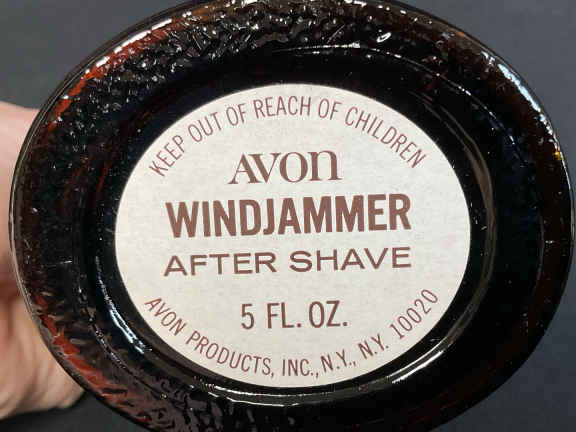 KEEP OUT OF REACH OF CHILDREN
AVON
WINDJAMMER
AFTER SHAVE
5 FL. OZ.
AVON PRODUCTS, INC., N.Y., N.Y. 10020